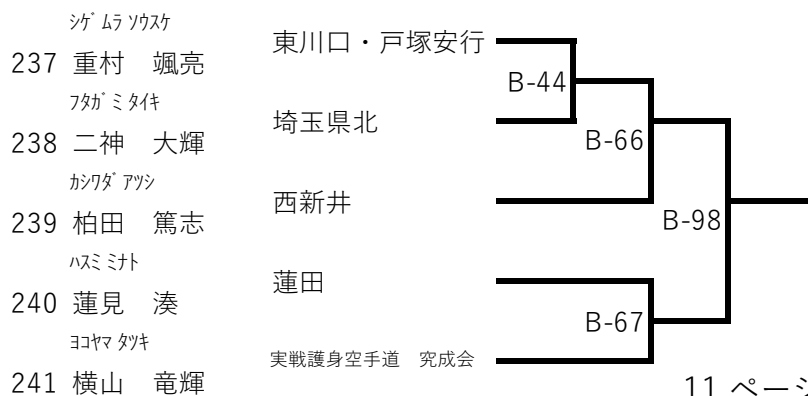 ｼｹﾞﾑﾗ ｿｳｽｹ
237 重村　颯亮 東川口・戸塚安行
B-44
ﾌﾀｶﾞﾐ ﾀｲｷ
238 二神　大輝 埼玉県北
B-66
ｶｼﾜﾀﾞ ｱﾂｼ
239 柏田　篤志 西新井
B-98
ﾊｽﾐ ﾐﾅﾄ
240 蓮見　湊 蓮田
B-67
ﾖｺﾔﾏ ﾀﾂｷ
241 横山　竜輝 実戦護身空手道　究成会
11 ページ